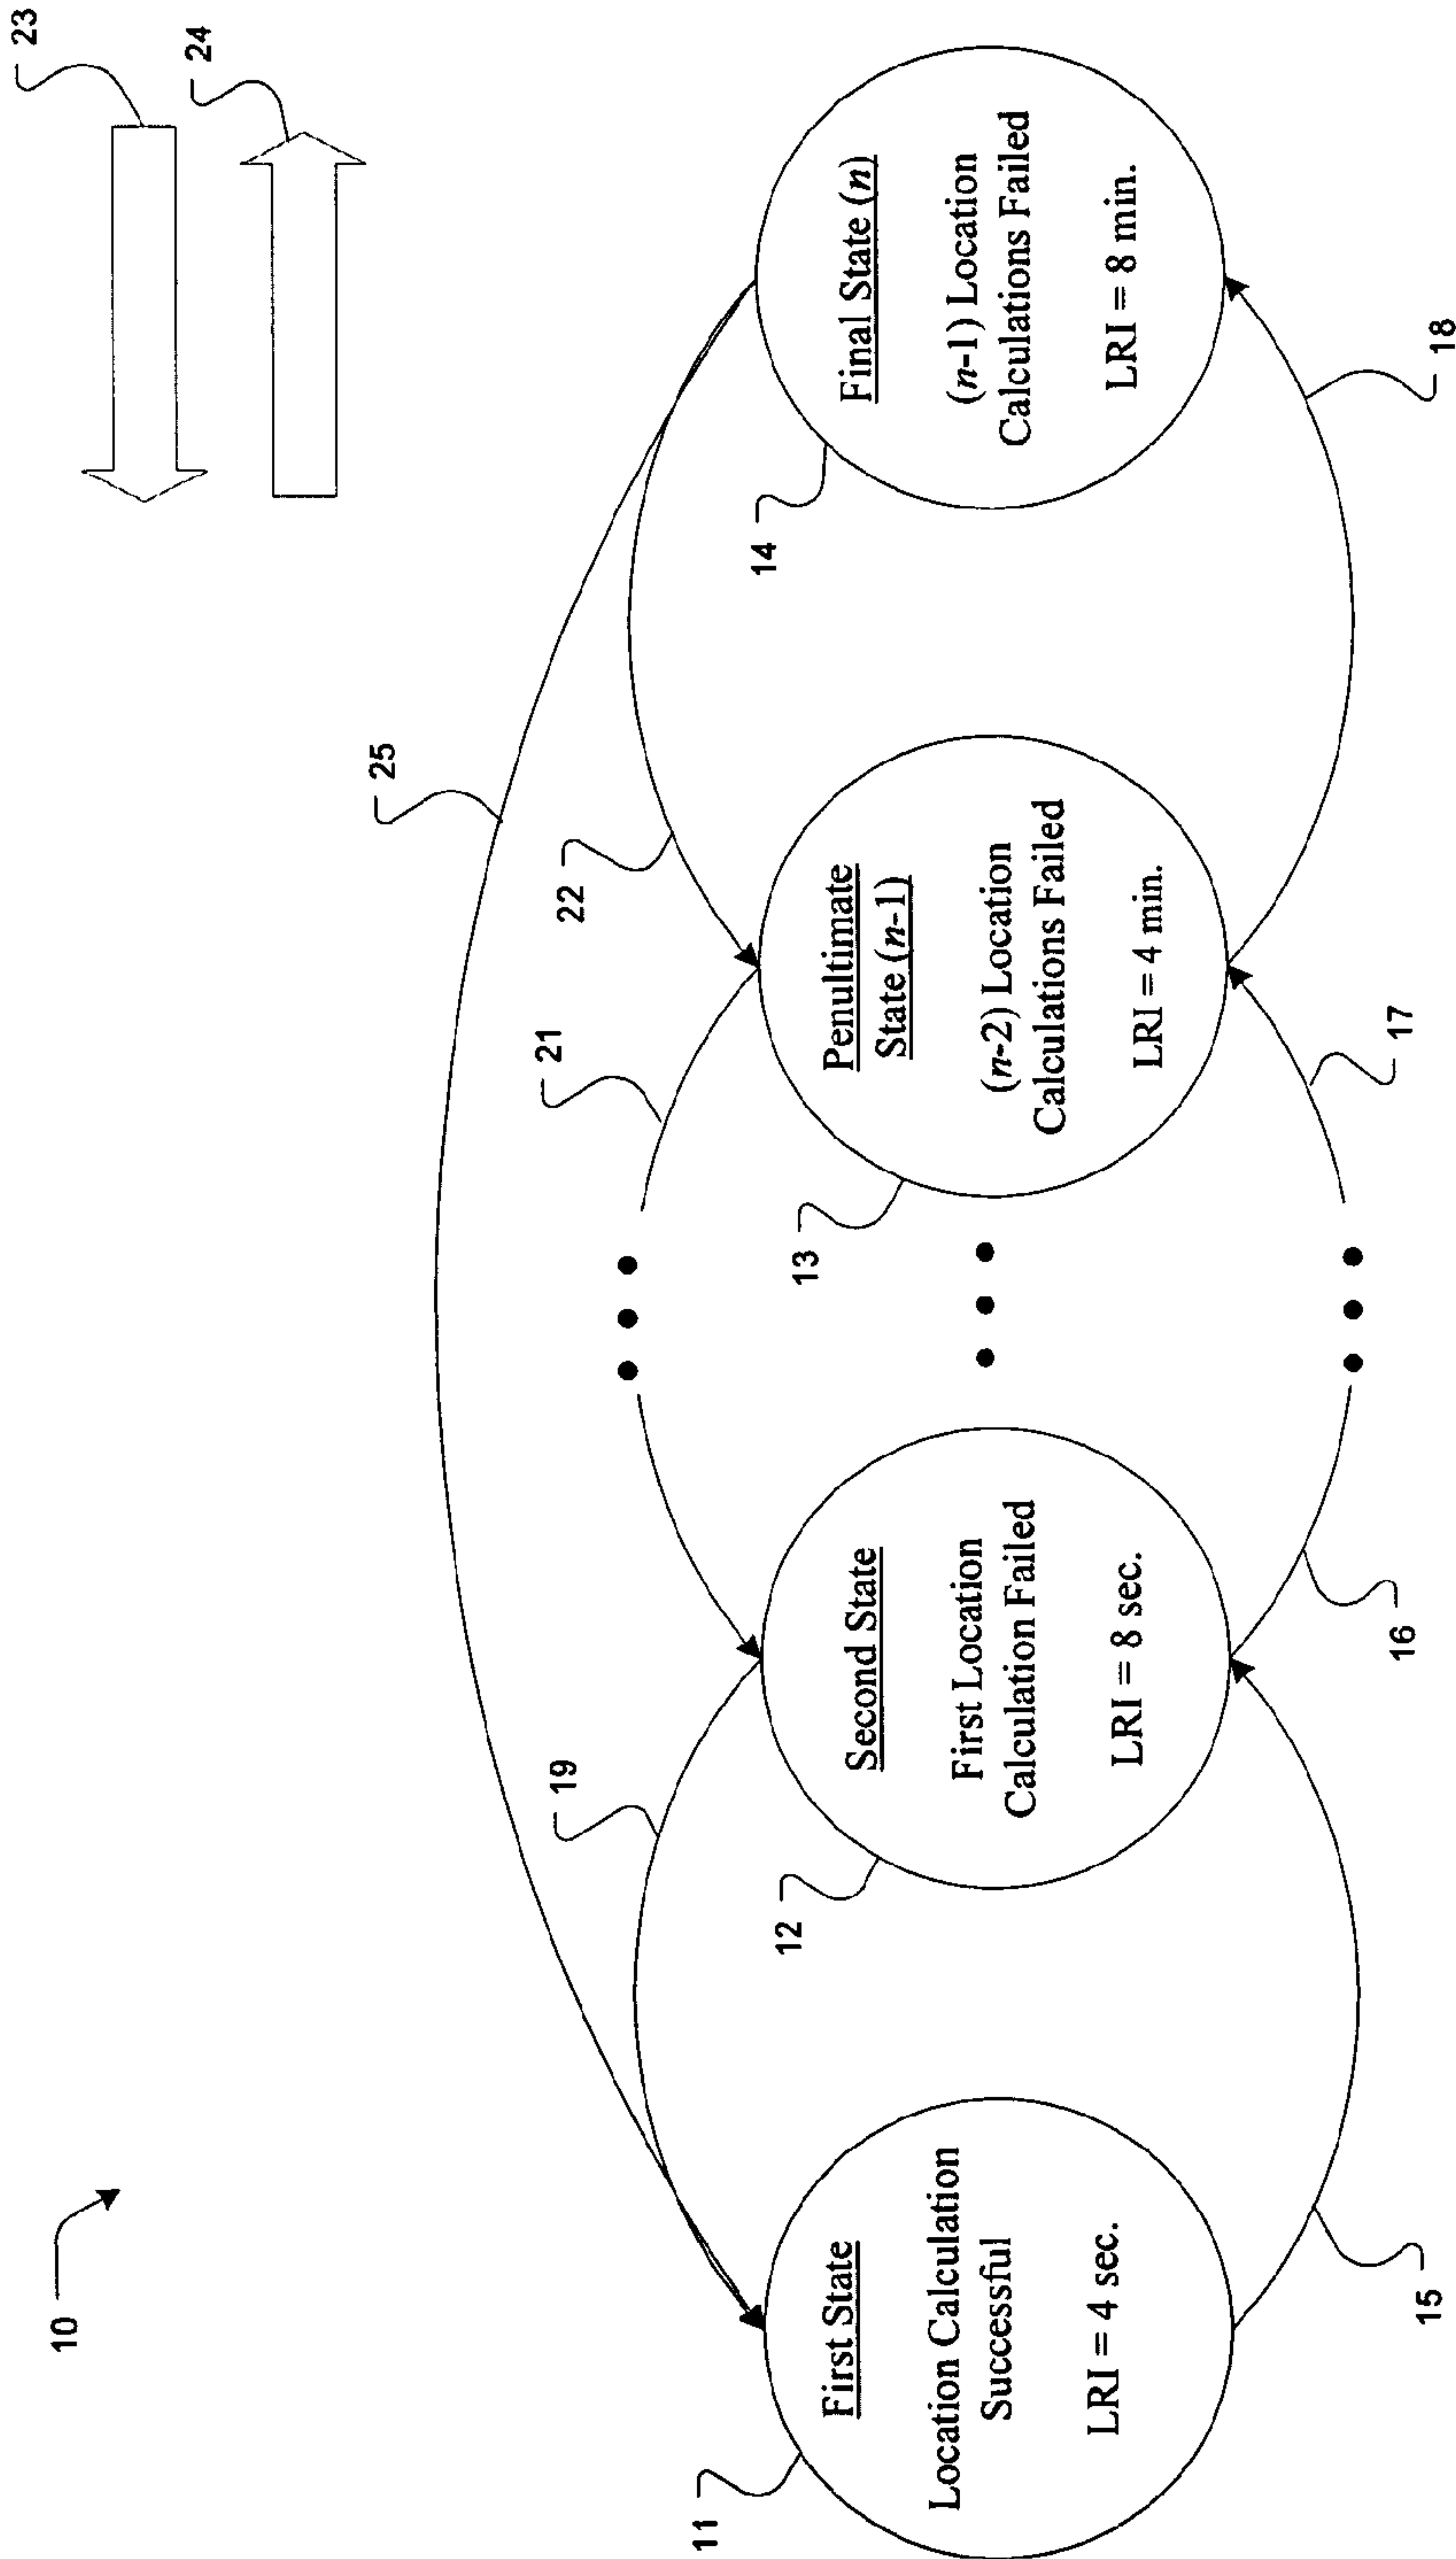 10
23
24
25
19
21
22
11
First State
Location Calculation
Successful
LRI = 4 sec.
12
Second State
First Location
Calculation Failed
LRI = 8 sec.
13
Penultimate
State (n-1)
(n-2) Location
Calculations Failed
LRI = 4 min.
14
Final State (n)
(n-1) Location
Calculations Failed
LRI = 8 min.
15
16
17
18